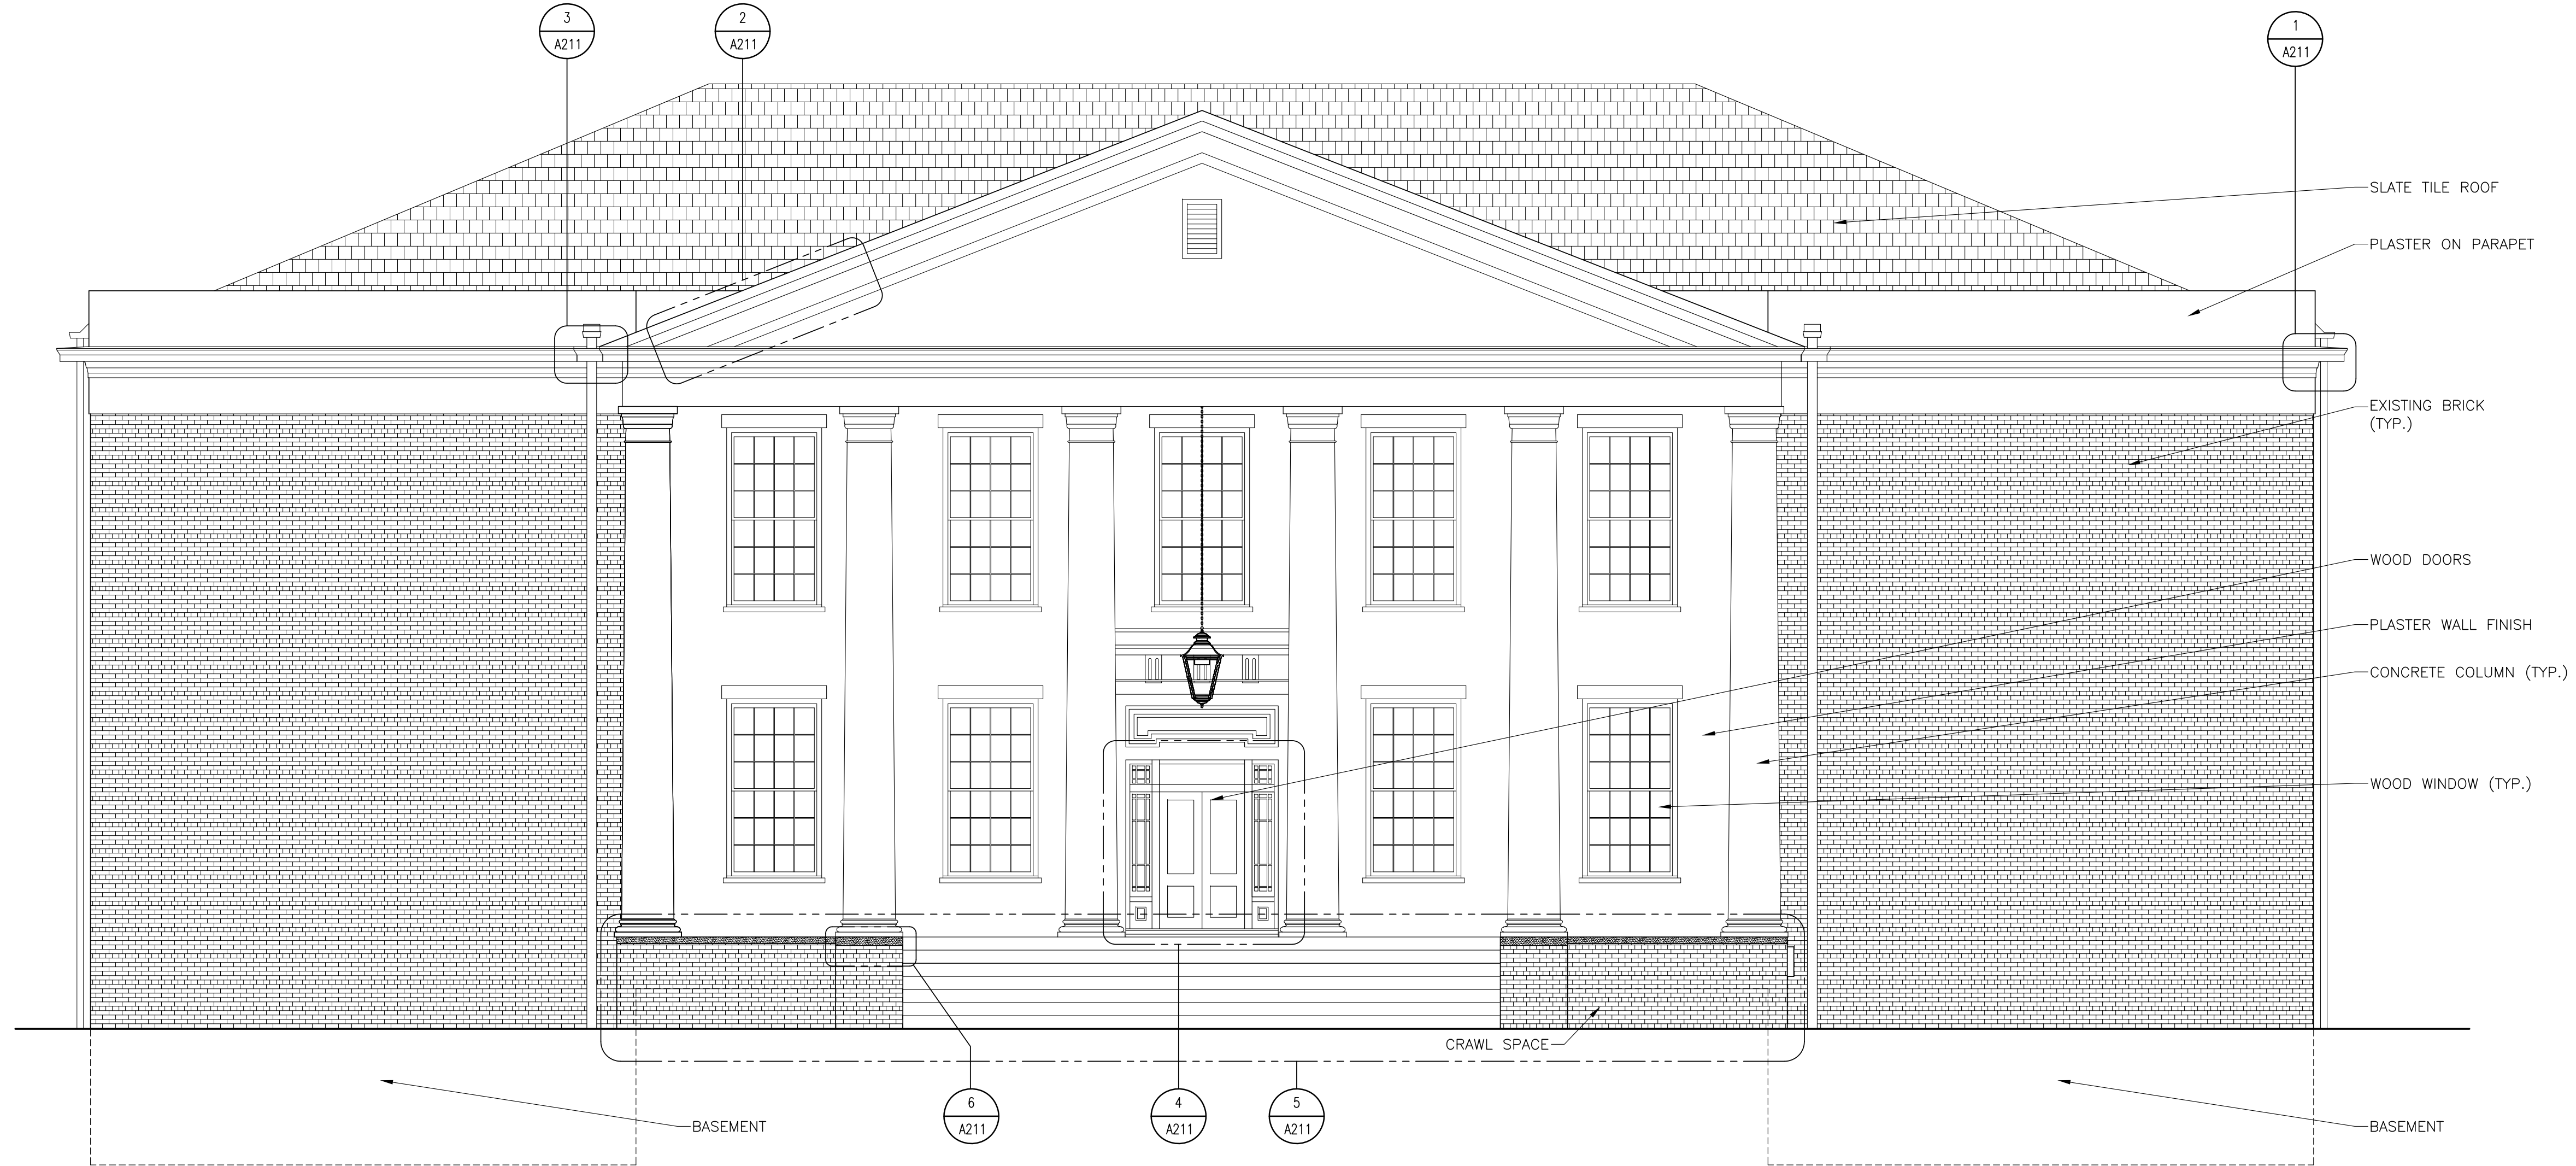 3
A211
2
A211
1
A211
SLATE TILE ROOF
PLASTER ON PARAPET
EXISTING BRICK
(TYP.)
WOOD DOORS
PLASTER WALL FINISH
CONCRETE COLUMN (TYP.)
WOOD WINDOW (TYP.)
CRAWL SPACE
6
A211
4
A211
5
A211
BASEMENT
BASEMENT